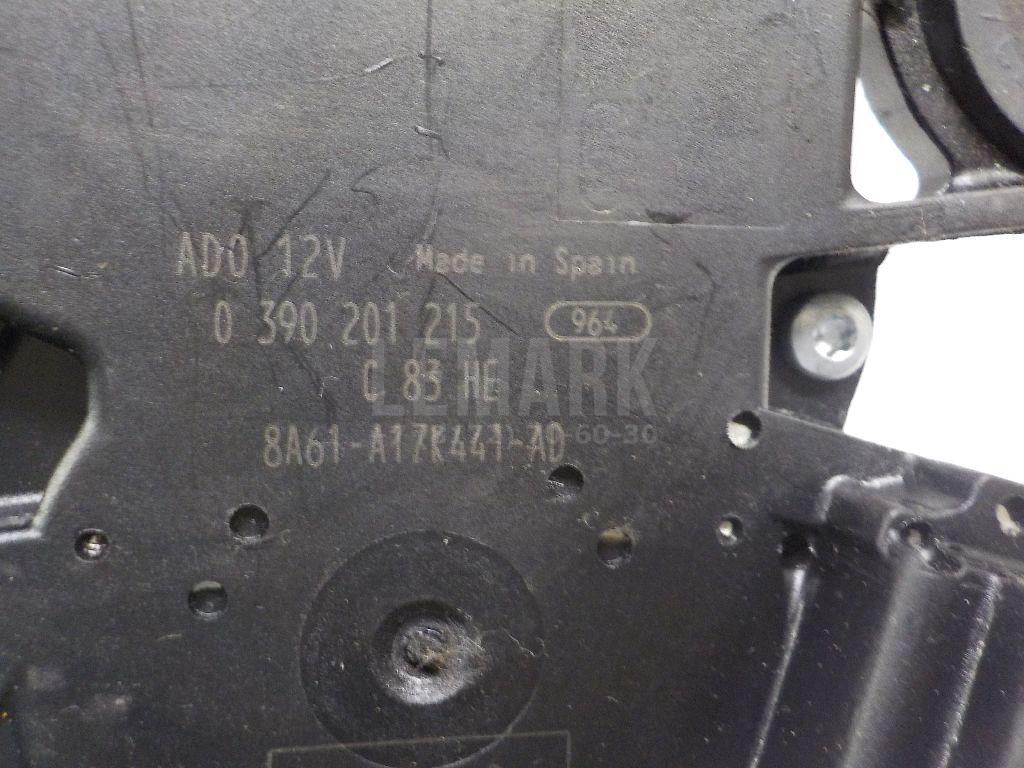 ADO 12V Made in Spain
0 390 201 215 964
C 83 HE
LEMARK
8A61-A17K441-AD
60-30